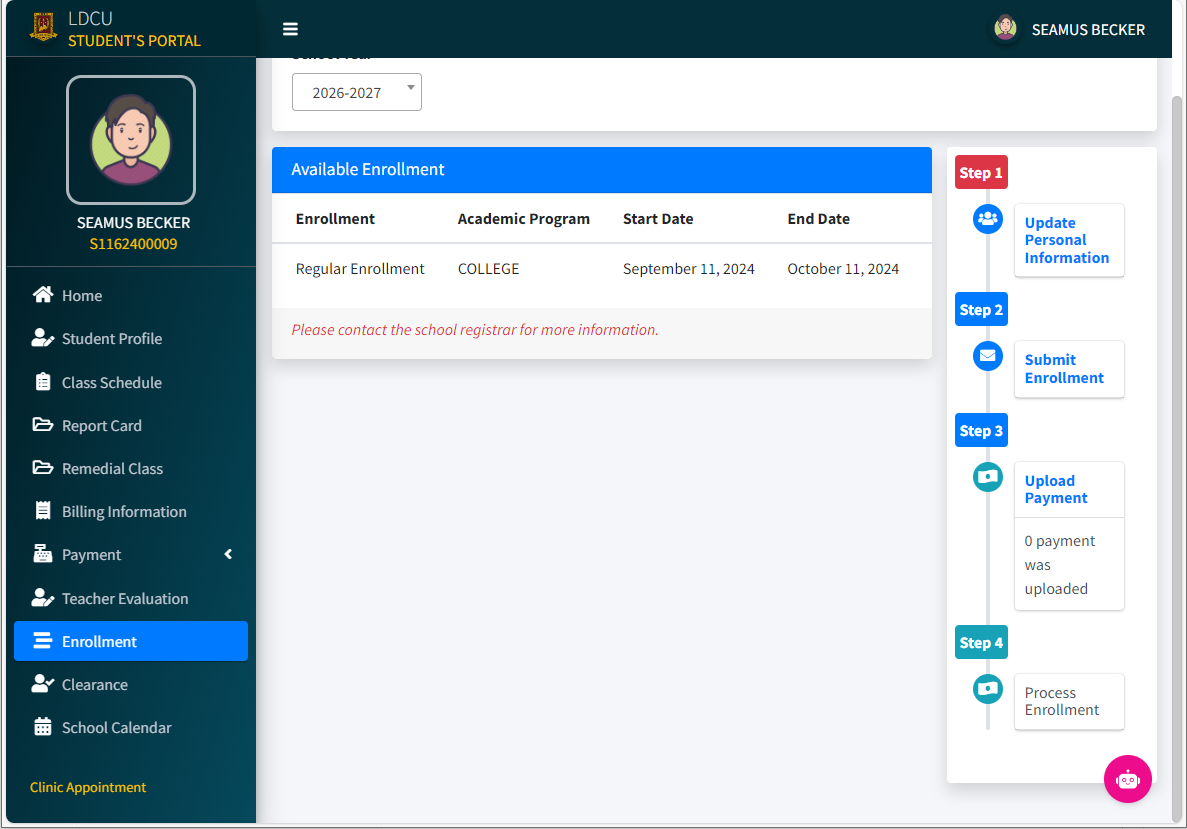 LDCU
STUDENT'S PORTAL
SEAMUS BECKER
SEAMUS BECKER
S1162400009
Home
Student Profile
Class Schedule
Report Card
Remedial Class
Billing Information
Payment
Teacher Evaluation
Enrollment
Clearance
School Calendar
Clinic Appointment
School Year
2026-2027
Available Enrollment
Enrollment Academic Program Start Date End Date
Regular Enrollment COLLEGE September 11, 2024 October 11, 2024
Please contact the school registrar for more information.
Step 1
Update
Personal
Information
Step 2
Submit
Enrollment
Step 3
Upload
Payment
0 payment
was
uploaded
Step 4
Process
Enrollment